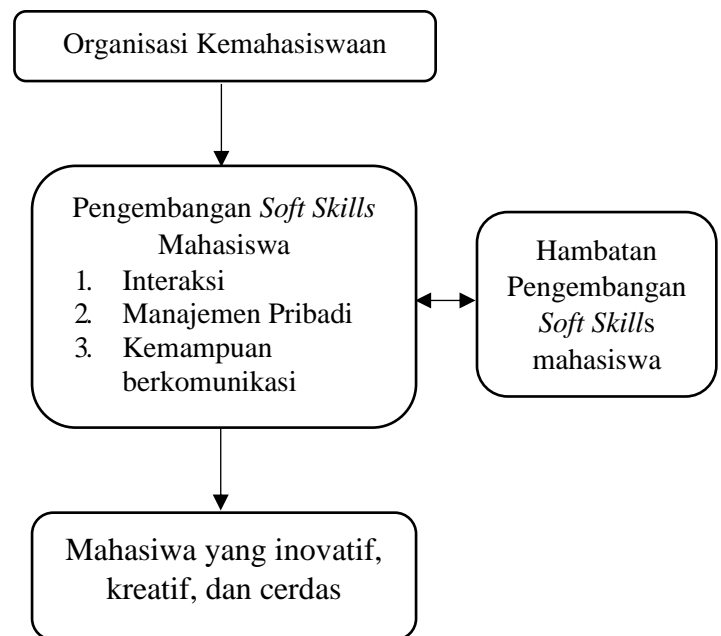 Organisasi Kemahasiswaan
Pengembangan Soft Skills
Mahasiswa
1. Interaksi
2. Manajemen Pribadi
3. Kemampuan
berkomunikasi
Hambatan
Pengembangan
Soft Skills
mahasiswa
Mahasiwa yang inovatif,
kreatif, dan cerdas